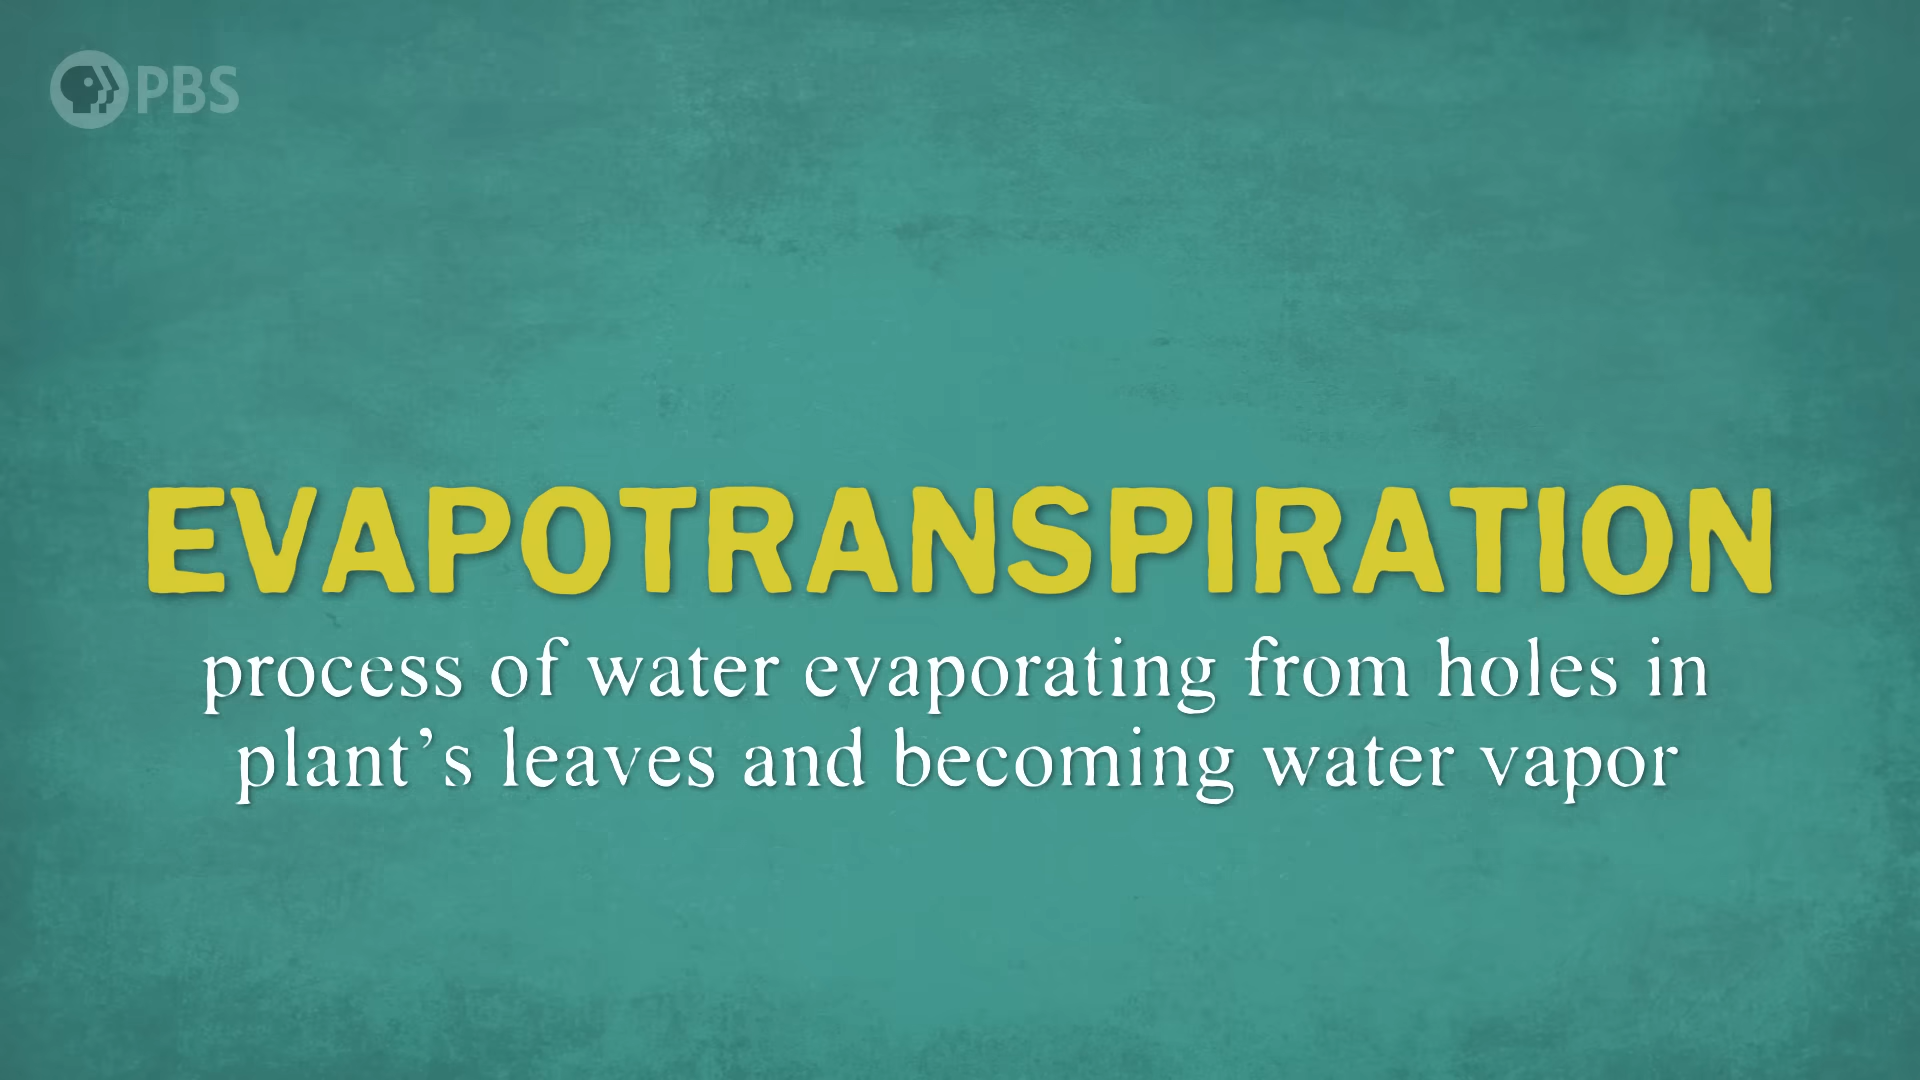 PBS
EVAPOTRANSPIRATION
process of water evaporating from holes in
plant’s leaves and becoming water vapor